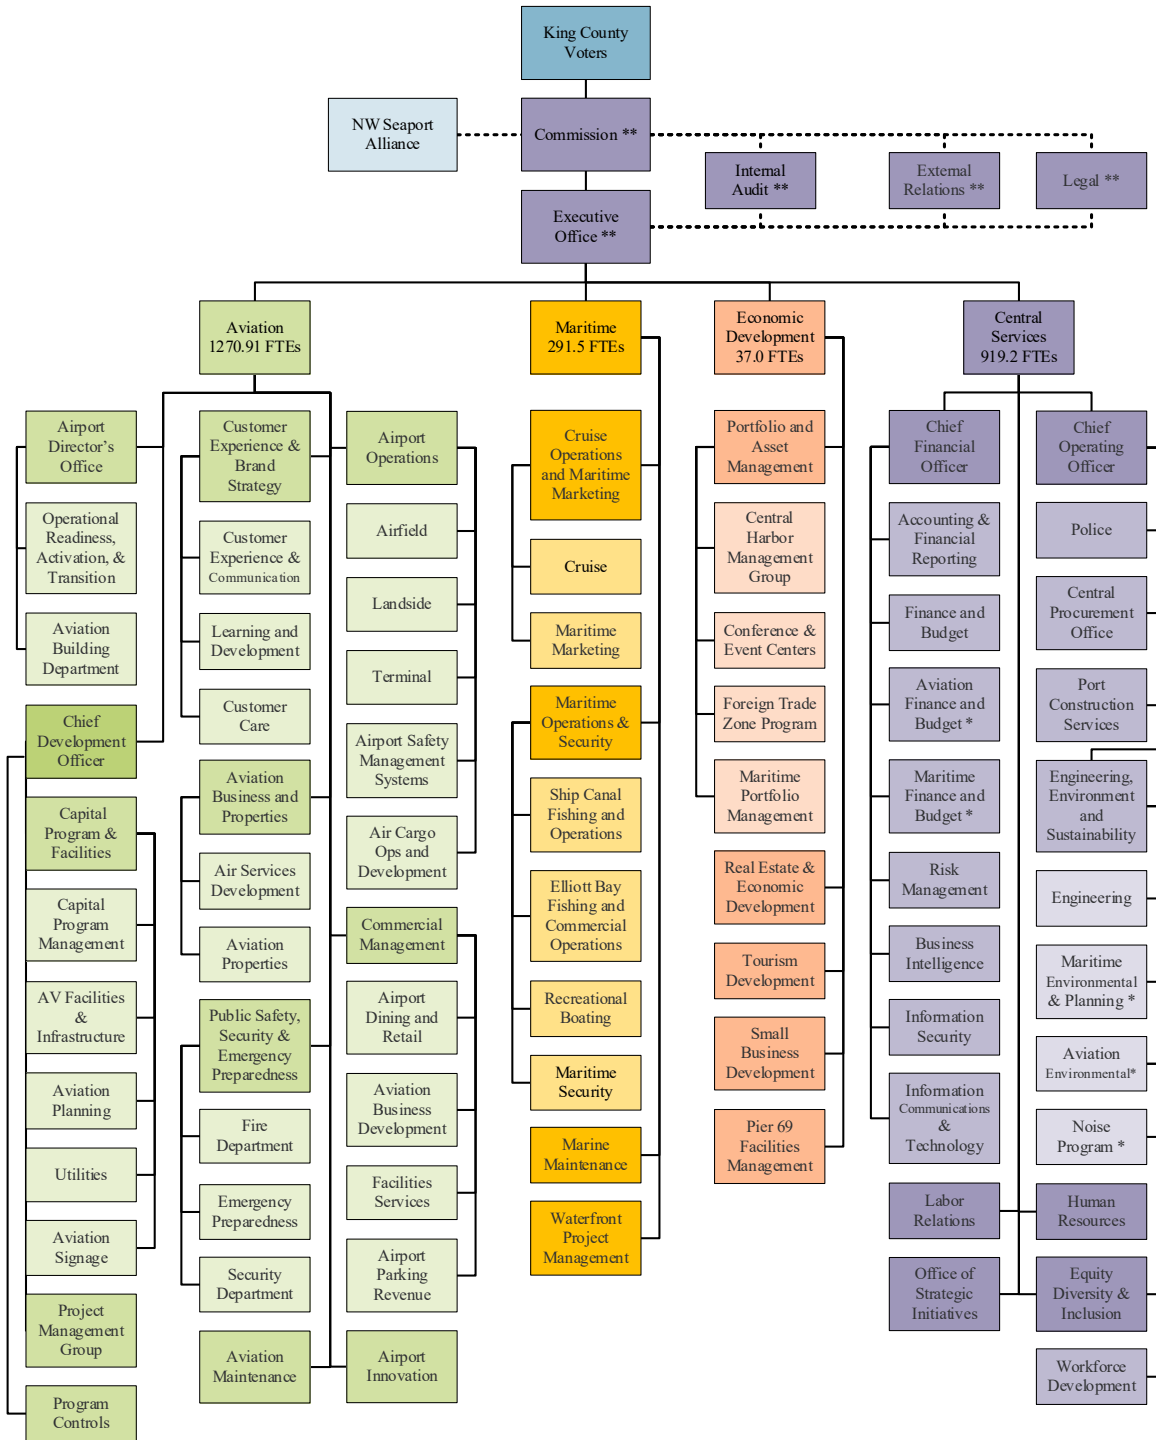 King County
Voters
NW Seaport
Alliance
Commission **
Internal
Audit **
External
Relations **
Legal **
Executive
Office **
Aviation
1270.91 FTEs
Maritime
291.5 FTEs
Economic
Development
37.0 FTEs
Central
Services
919.2 FTEs
Airport
Director's
Office
Operational
Readiness,
Activation, &
Transition
Aviation
Building
Department
Chief
Development
Officer
Capital
Program &
Facilities
Capital
Program
Management
AV Facilities
&
Infrastructure
Aviation
Planning
Utilities
Aviation
Signage
Project
Management
Group
Program
Controls
Customer
Experience &
Brand
Strategy
Customer
Experience &
Communication
Learning and
Development
Customer
Care
Aviation
Business and
Properties
Air Services
Development
Aviation
Properties
Public Safety,
Security &
Emergency
Preparedness
Fire
Department
Emergency
Preparedness
Security
Department
Aviation
Maintenance
Airport
Operations
Airfield
Landside
Terminal
Airport Safety
Management
Systems
Air Cargo
Ops and
Development
Commercial
Management
Airport
Dining and
Retail
Aviation
Business
Development
Facilities
Services
Airport
Parking
Revenue
Airport
Innovation
Cruise
Operations
and Maritime
Marketing
Cruise
Maritime
Marketing
Maritime
Operations &
Security
Ship Canal
Fishing and
Operations
Elliott Bay
Fishing and
Commercial
Operations
Recreational
Boating
Maritime
Security
Marine
Maintenance
Waterfront
Project
Management
Portfolio and
Asset
Management
Central
Harbor
Management
Group
Conference &
Event Centers
Foreign Trade
Zone Program
Maritime
Portfolio
Management
Real Estate &
Economic
Development
Tourism
Development
Small
Business
Development
Pier 69
Facilities
Management
Chief
Financial
Officer
Accounting &
Financial
Reporting
Finance and
Budget
Aviation
Finance and
Budget *
Maritime
Finance and
Budget *
Risk
Management
Business
Intelligence
Information
Security
Information
Communications
&
Technology
Labor
Relations
Office of
Strategic
Initiatives
Chief
Operating
Officer
Police
Central
Procurement
Office
Port
Construction
Services
Engineering,
Environment
and
Sustainability
Engineering
Maritime
Environmental
& Planning *
Aviation
Environmental*
Noise
Program *
Human
Resources
Equity
Diversity &
Inclusion
Workforce
Development